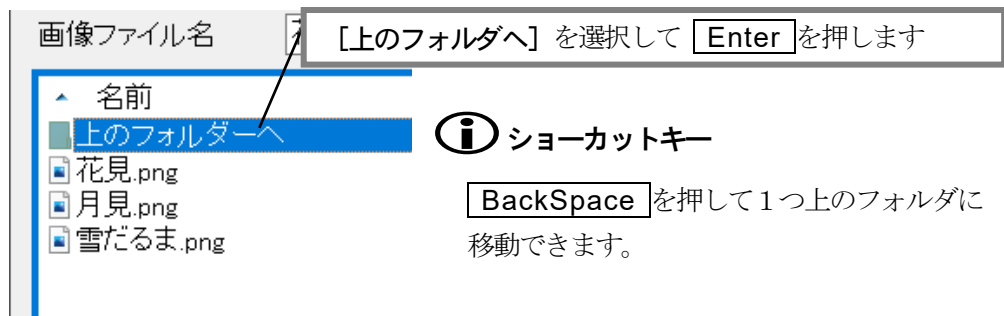 画像ファイル名
[上のフォルダへ] を選択して Enter を押します
名前
上のフォルダーへ
花見.png
月見.png
雪だるま.png
ショーカットキー
BackSpace を押して１つ上のフォルダに
移動できます。